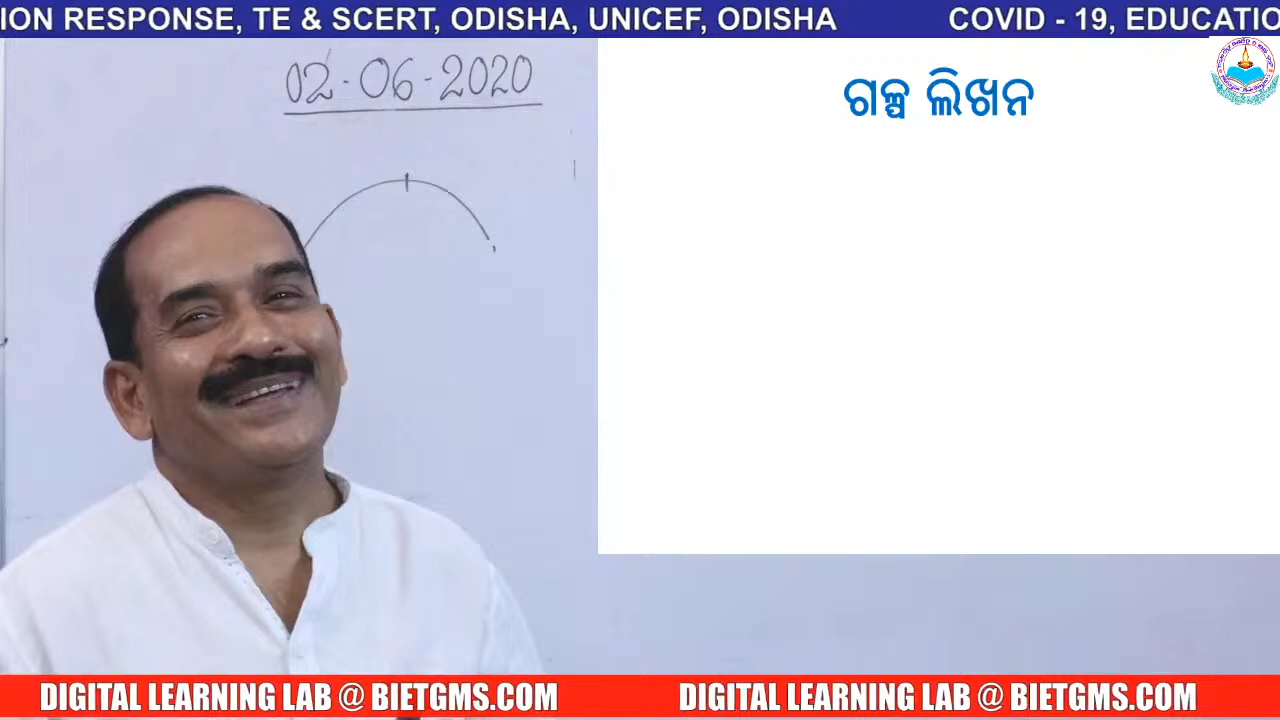 ION RESPONSE, TE & SCERT, ODISHA, UNICEF, ODISHA COVID - 19, EDUCATIO
02-06-2020
ଗଳ୍ପ ଲିଖନ
DIGITAL LEARNING LAB @ BIETGMS.COM DIGITAL LEARNING LAB @ BIETGMS.COM